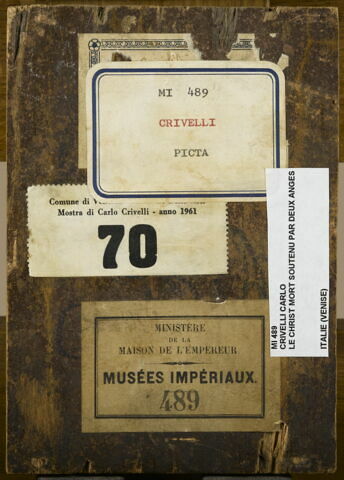 MI 489
CRIVELLI
PICTA
Comune di
Mostra di Carlo Crivelli - anno 1961
70
MI 489
CRIVELLI CARLO
LE CHRIST MORT SOUTENU PAR DEUX ANGES
ITALIE (VENISE)
MINISTÈRE
DE LA
MAISON DE L'EMPEREUR
MUSÉES IMPÉRIAUX.
489